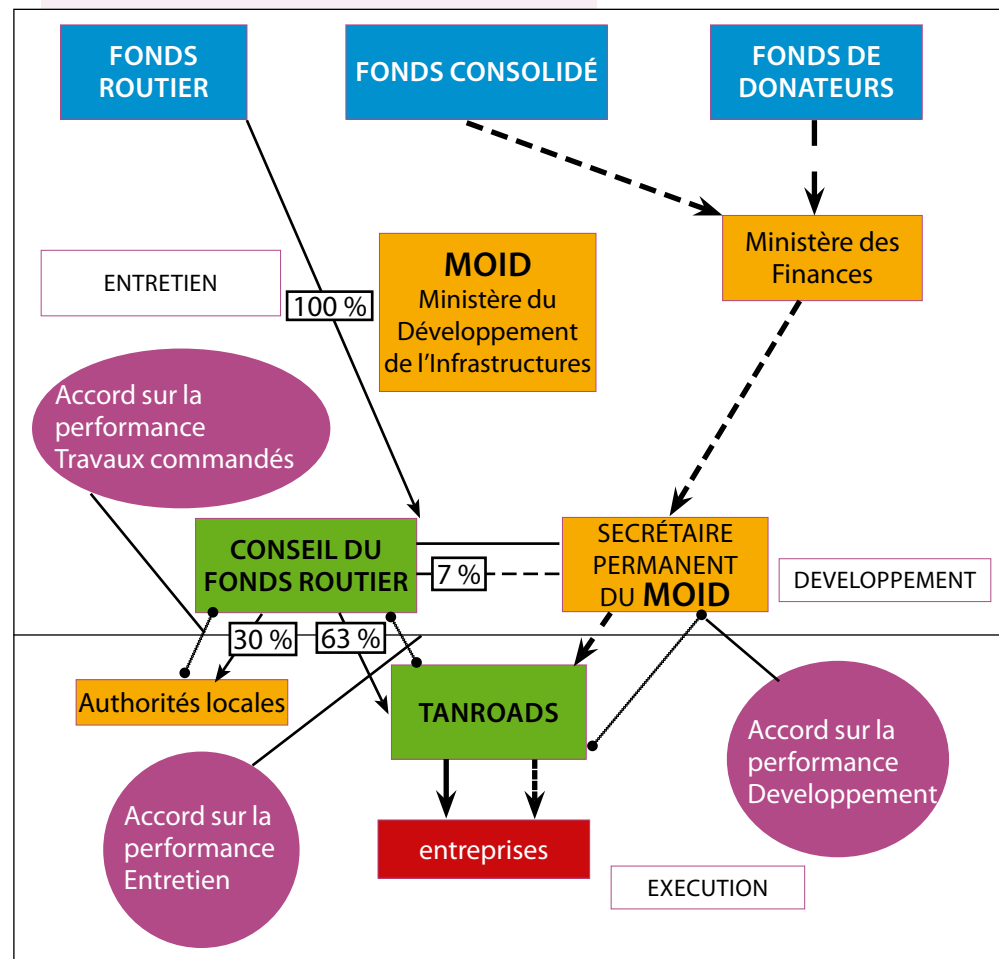 FONDS
ROUTIER
FONDS CONSOLIDÉ
FONDS DE
DONATEURS
Ministère des
Finances
MOID
Ministère du
Développement
de l'Infrastructures
ENTRETIEN
100 %
Accord sur la
performance
Travaux commandés
CONSEIL DU
FONDS ROUTIER
7 %
SECRÉTAIRE
PERMANENT
DU MOID
DEVELOPPEMENT
30 %
63 %
Authorités locales
TANROADS
Accord sur la
performance
Developpement
Accord sur la
performance
Entretien
entreprises
EXECUTION